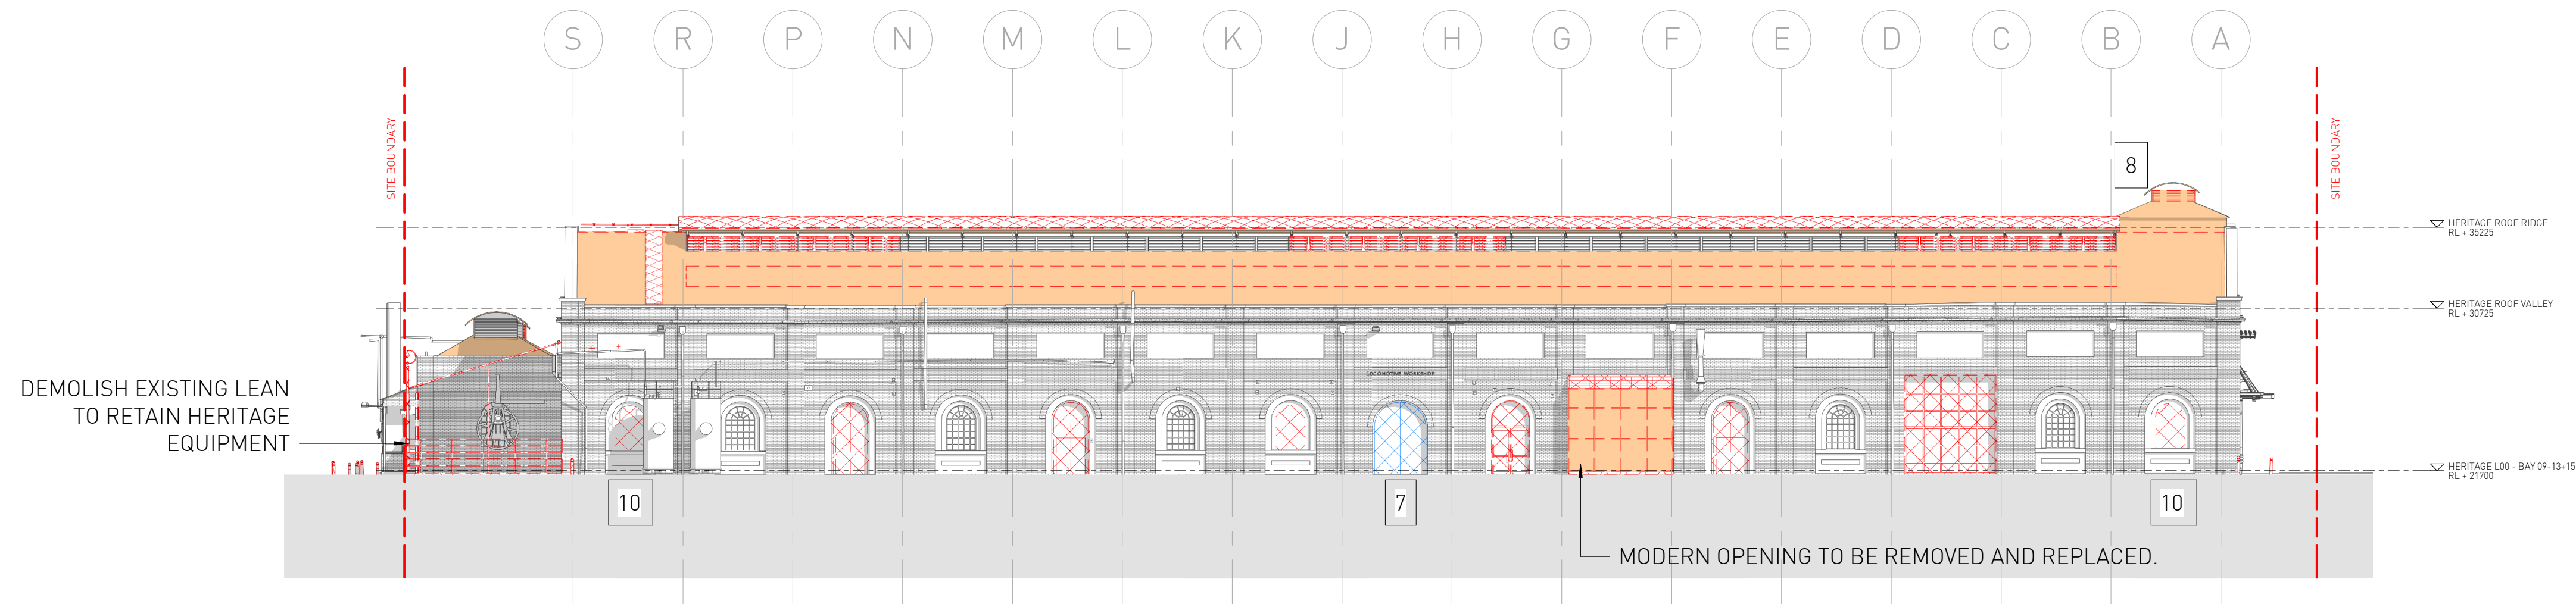 S R P N M L K J H G F E D C B A
SITE BOUNDARY
SITE BOUNDARY
8
HERITAGE ROOF RIDGE
RL + 35225
HERITAGE ROOF VALLEY
RL + 30725
LOCOMOTIVE WORKSHOP
DEMOLISH EXISTING LEAN
TO RETAIN HERITAGE
EQUIPMENT
HERITAGE L00 - BAY 09-13+15
RL + 21700
10
7
10
MODERN OPENING TO BE REMOVED AND REPLACED.